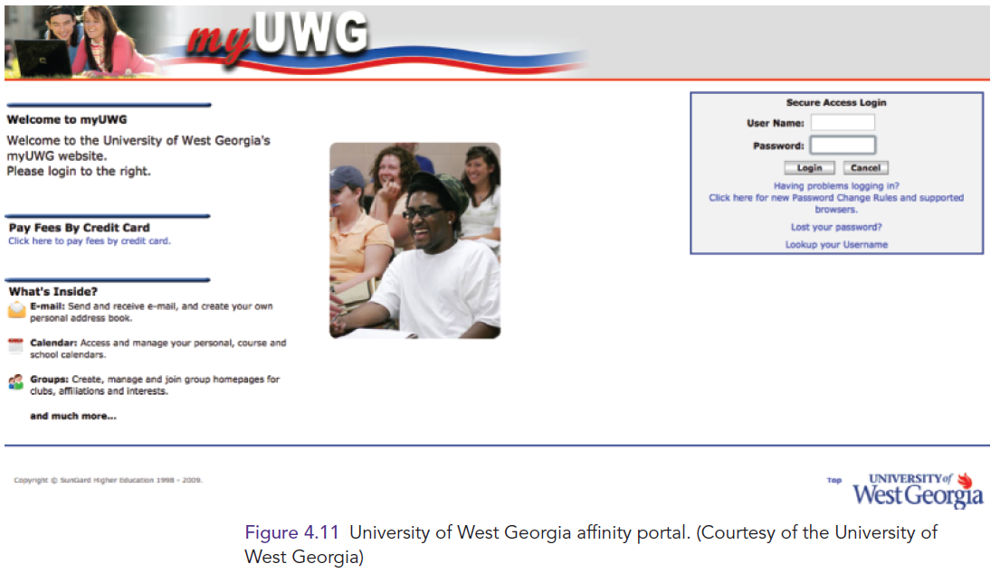 myUWG
Welcome to myUWG
Welcome to the University of West Georgia's
myUWG website.
Please login to the right.
Pay Fees By Credit Card
Click here to pay fees by credit card.
What's Inside?
E-mail: Send and receive e-mail, and create your own
personal address book.
Calendar: Access and manage your personal, course and
school calendars.
Groups: Create, manage and join group homepages for
clubs, affiliations and interests.
and much more...
Secure Access Login
User Name:
Password:
Login Cancel
Having problems logging in?
Click here for new Password Change Rules and supported
browsers.
Lost your password?
Lookup your Username
Copyright © SunGard Higher Education 1998 - 2009.
Top
UNIVERSITY of
West Georgia
Figure 4.11 University of West Georgia affinity portal. (Courtesy of the University of
West Georgia)